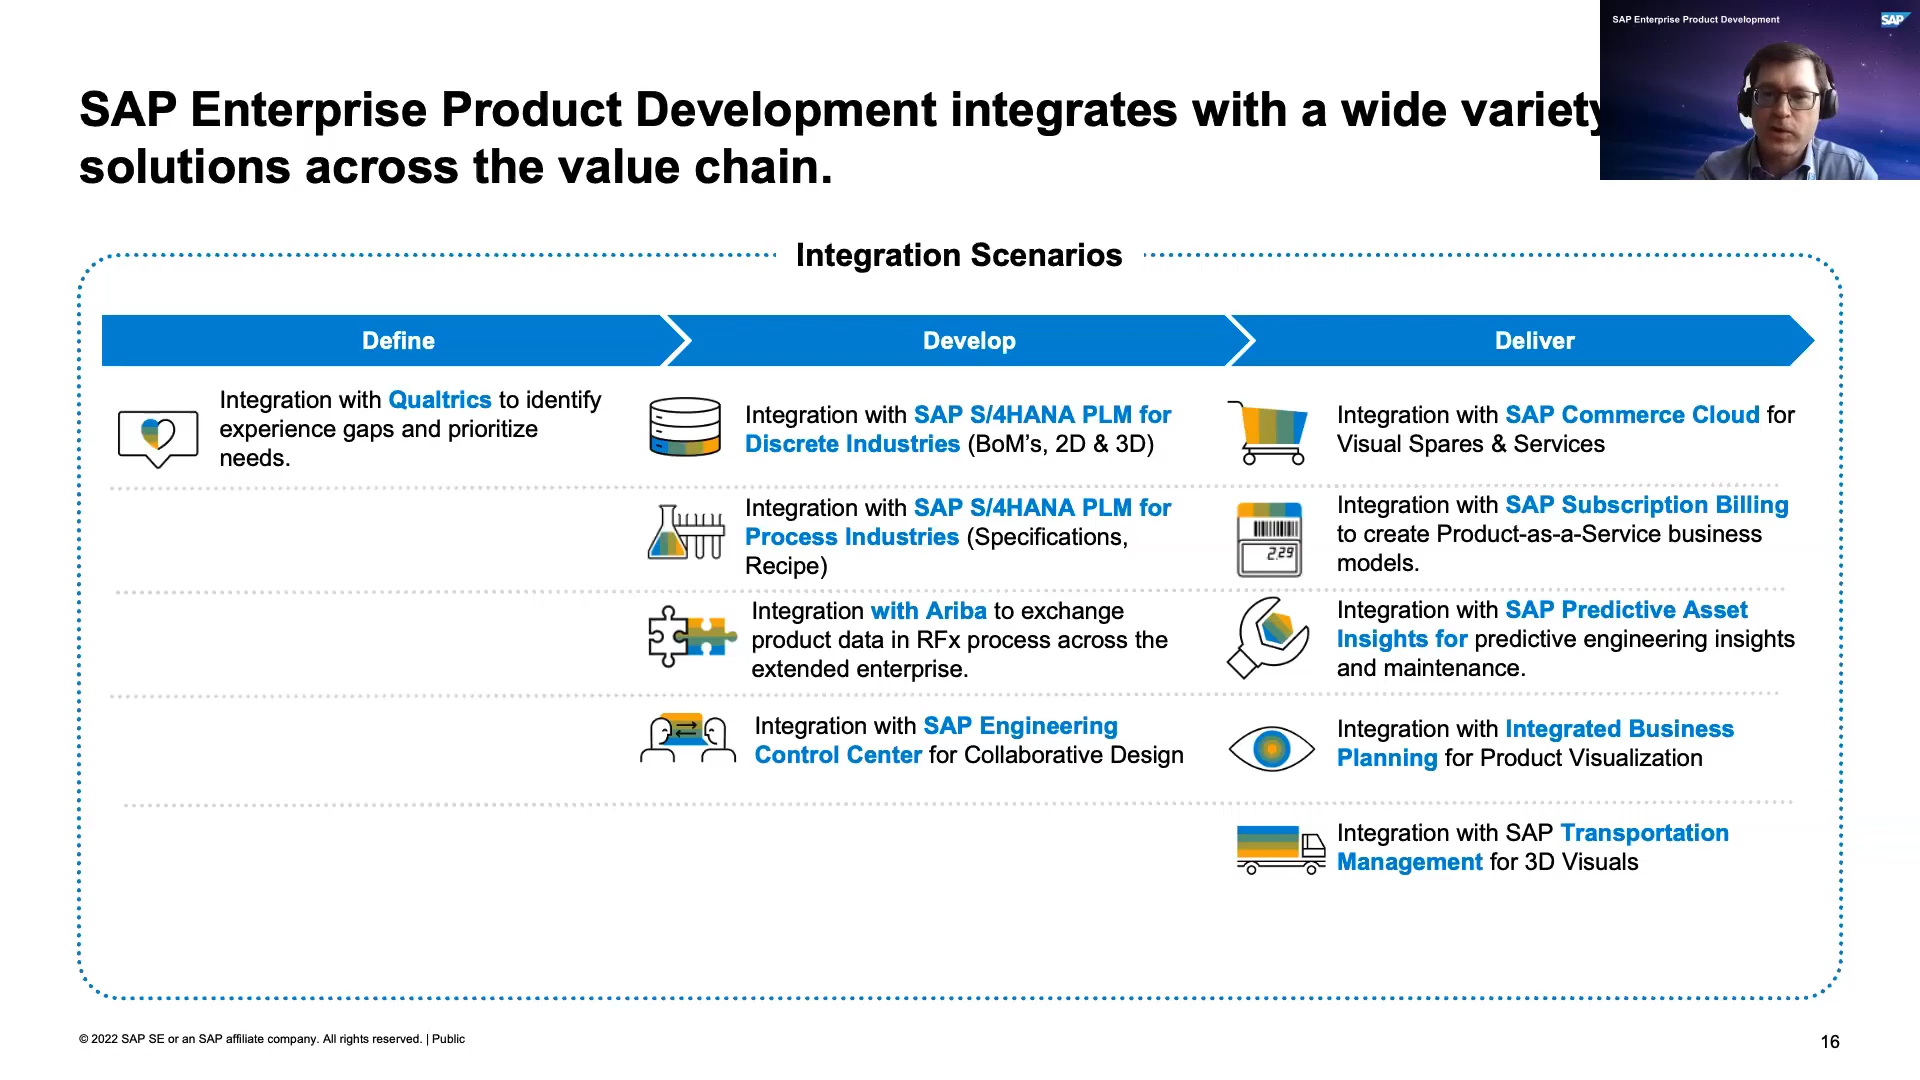 SAP Enterprise Product Development
SAP
SAP Enterprise Product Development integrates with a wide variety
solutions across the value chain.
Integration Scenarios
Define
Develop
Deliver
Integration with Qualtrics to identify
experience gaps and prioritize
needs.
Integration with SAP S/4HANA PLM for
Discrete Industries (BoM’s, 2D & 3D)
Integration with SAP S/4HANA PLM for
Process Industries (Specifications,
Recipe)
Integration with Ariba to exchange
product data in RFx process across the
extended enterprise.
Integration with SAP Engineering
Control Center for Collaborative Design
Integration with SAP Commerce Cloud for
Visual Spares & Services
2.29
Integration with SAP Subscription Billing
to create Product-as-a-Service business
models.
Integration with SAP Predictive Asset
Insights for predictive engineering insights
and maintenance.
Integration with Integrated Business
Planning for Product Visualization
Integration with SAP Transportation
Management for 3D Visuals
© 2022 SAP SE or an SAP affiliate company. All rights reserved. | Public
16